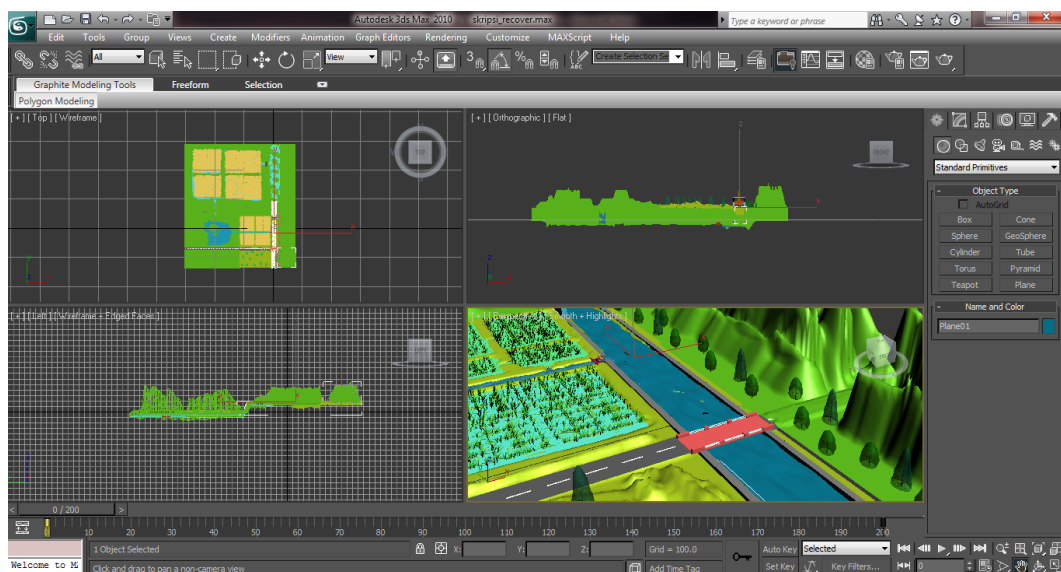 Autodesk 3ds Max 2010 skripsi_recover.max
Type a keyword or phrase
Edit Tools Group Views Create Modifiers Animation Graph Editors Rendering Customize MAXScript Help
All
View
Create Selection Se
Graphite Modeling Tools Freeform Selection
Polygon Modeling
[ + ] [ Top ] [ Wireframe ]
TOP
[ + ] [ Orthographic ] [ Flat ]
FRONT
Standard Primitives
Object Type
AutoGrid
Box Cone
Sphere GeoSphere
Cylinder Tube
Torus Pyramid
Teapot Plane
Name and Color
Plane01
[ + ] [ Left ] [ Wireframe + Edged Faces ]
[ + ] [ Perspective ] [ Smooth + Highlights ]
0 / 200
10 20 30 40 50 60 70 80 90 100 110 120 130 140 150 160 170 180 190 200
1 Object Selected
X: Y: Z:
Grid = 100.0
Auto Key Selected
Welcome to M
Click and drag to pan a non-camera view
Add Time Tag
Set Key Key Filters...
0